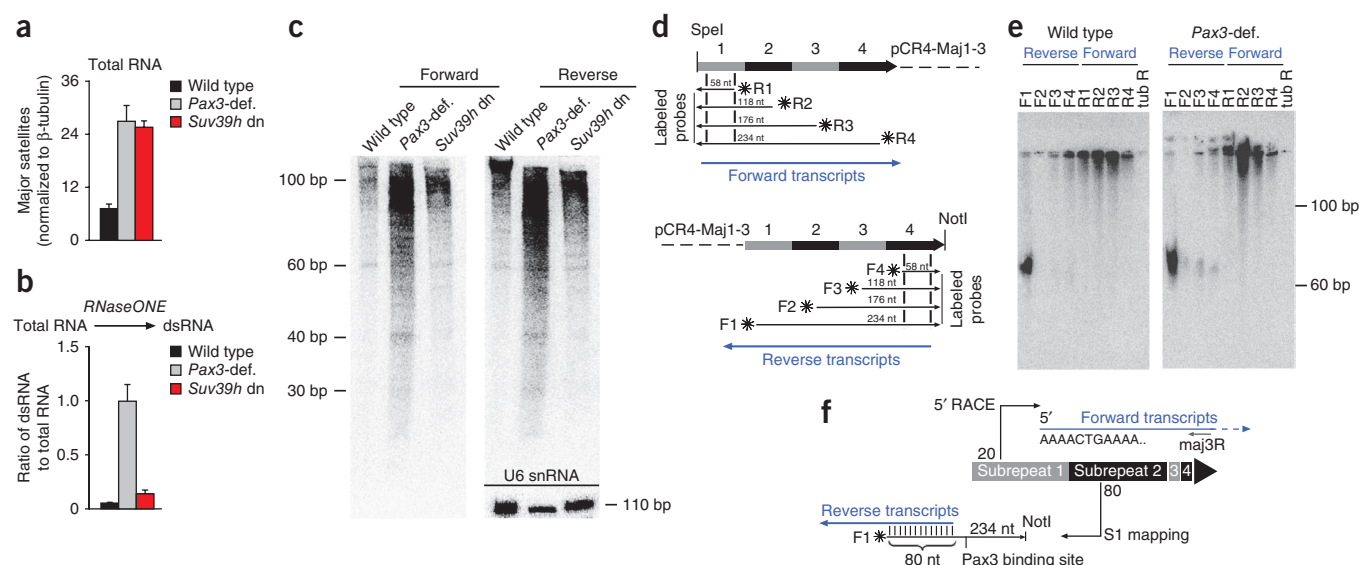 a
Total RNA
Major satellites
(normalized to β-tubulin)
36
24
12
0
Wild type
Pax3-def.
Suv39h dn
b
RNaseONE
Total RNA
dsRNA
Ratio of dsRNA
to total RNA
1.5
1.0
0.5
0
Wild type
Pax3-def.
Suv39h dn
c
Forward
Reverse
Wild type
Pax3-def.
Suv39h dn
Wild type
Pax3-def.
Suv39h dn
100 bp
60 bp
40 bp
30 bp
U6 snRNA
110 bp
d
SpeI
1 2 3 4
pCR4-Maj1-3
Labeled
probes
58 nt
R1
118 nt
R2
176 nt
R3
234 nt
R4
Forward transcripts
NotI
pCR4-Maj1-3
1 2 3 4
F4 58 nt
F3 118 nt
F2 176 nt
F1 234 nt
Labeled
probes
Reverse transcripts
e
Wild type
Pax3-def.
Reverse Forward
Reverse Forward
F1 F2 F3 F4 R1 R2 R3 R4 tub R
F1 F2 F3 F4 R1 R2 R3 R4 tub R
100 bp
60 bp
f
5′ RACE
5′
Forward transcripts
AAAACTGAAAA..
maj3R
20
Subrepeat 1 Subrepeat 2 3 4
80
Reverse transcripts
NotI
F1
234 nt
S1 mapping
80 nt
Pax3 binding site